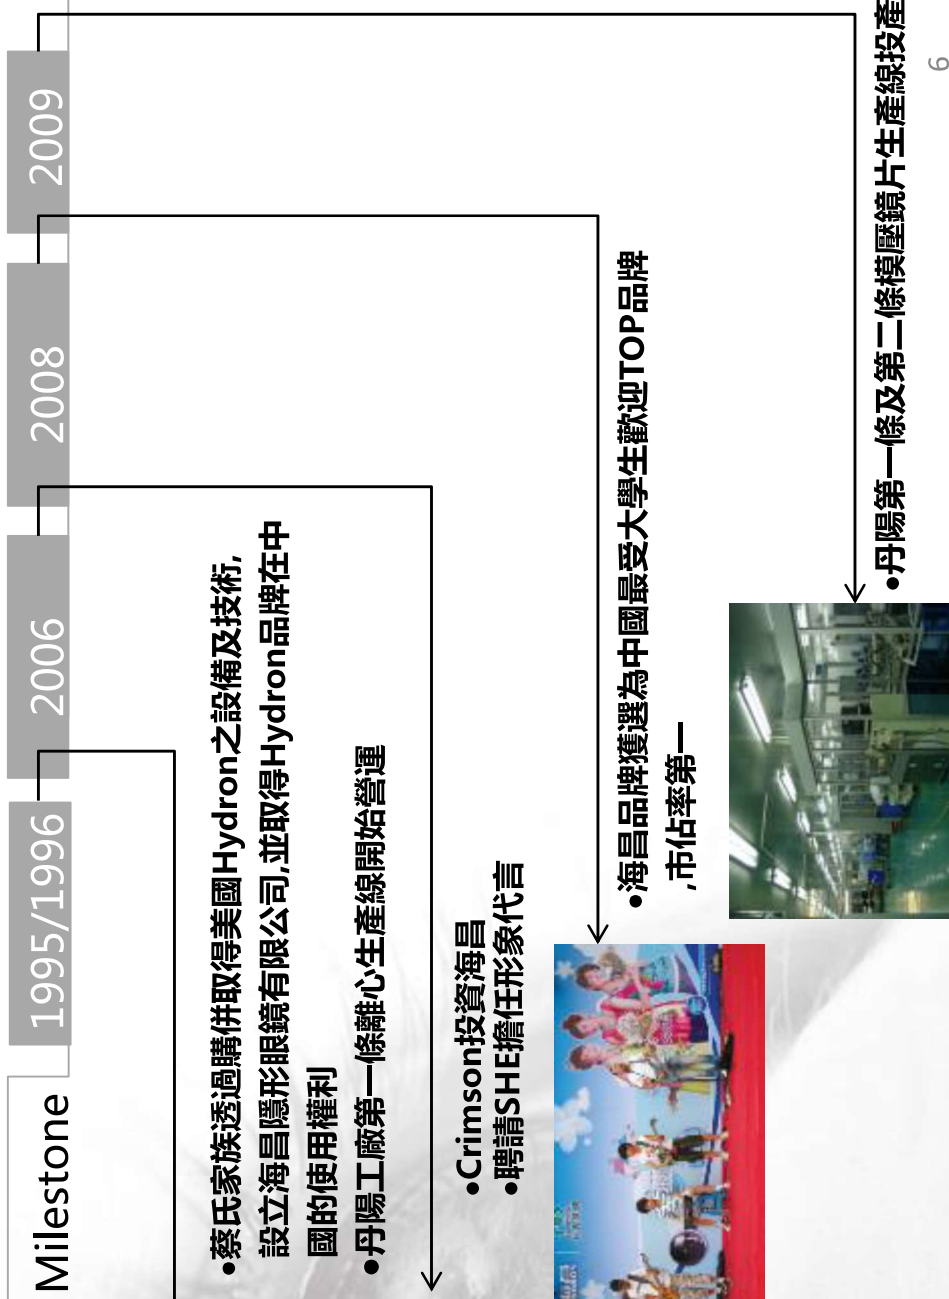 Milestone
1995/1996
2006
2008
2009
•蔡氏家族透過購併取得美國Hydron之設備及技術,
設立海昌隱形眼鏡有限公司,並取得Hydron品牌在中
國的使用權利
•丹陽工廠第一條離心生產線開始營運
•Crimson投資海昌
•聘請SHE擔任形象代言
•海昌品牌獲選為中國最受大學生歡迎TOP品牌
,市佔率第一
•丹陽第一條及第二條模壓鏡片生產線投產
6